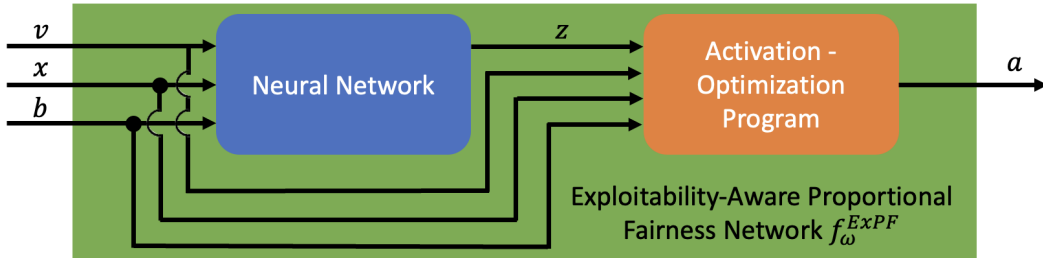 v
z
x
b
Neural Network
Activation -
Optimization
Program
a
Exploitability-Aware Proportional
Fairness Network f_ω^{ExPF}